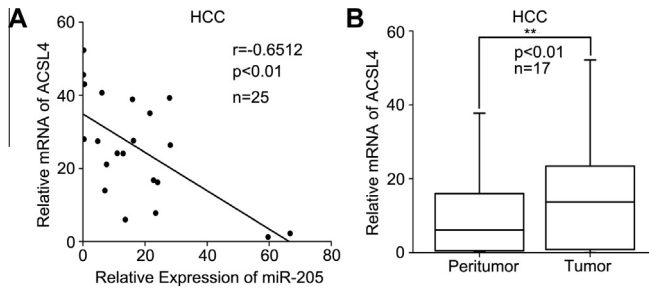 A
HCC
r=-0.6512
p<0.01
n=25
60
40
20
0
Relative mRNA of ACSL4
0
20
40
60
80
Relative Expression of miR-205
B
HCC
**
p<0.01
n=17
60
40
20
0
Relative mRNA of ACSL4
Peritumor
Tumor